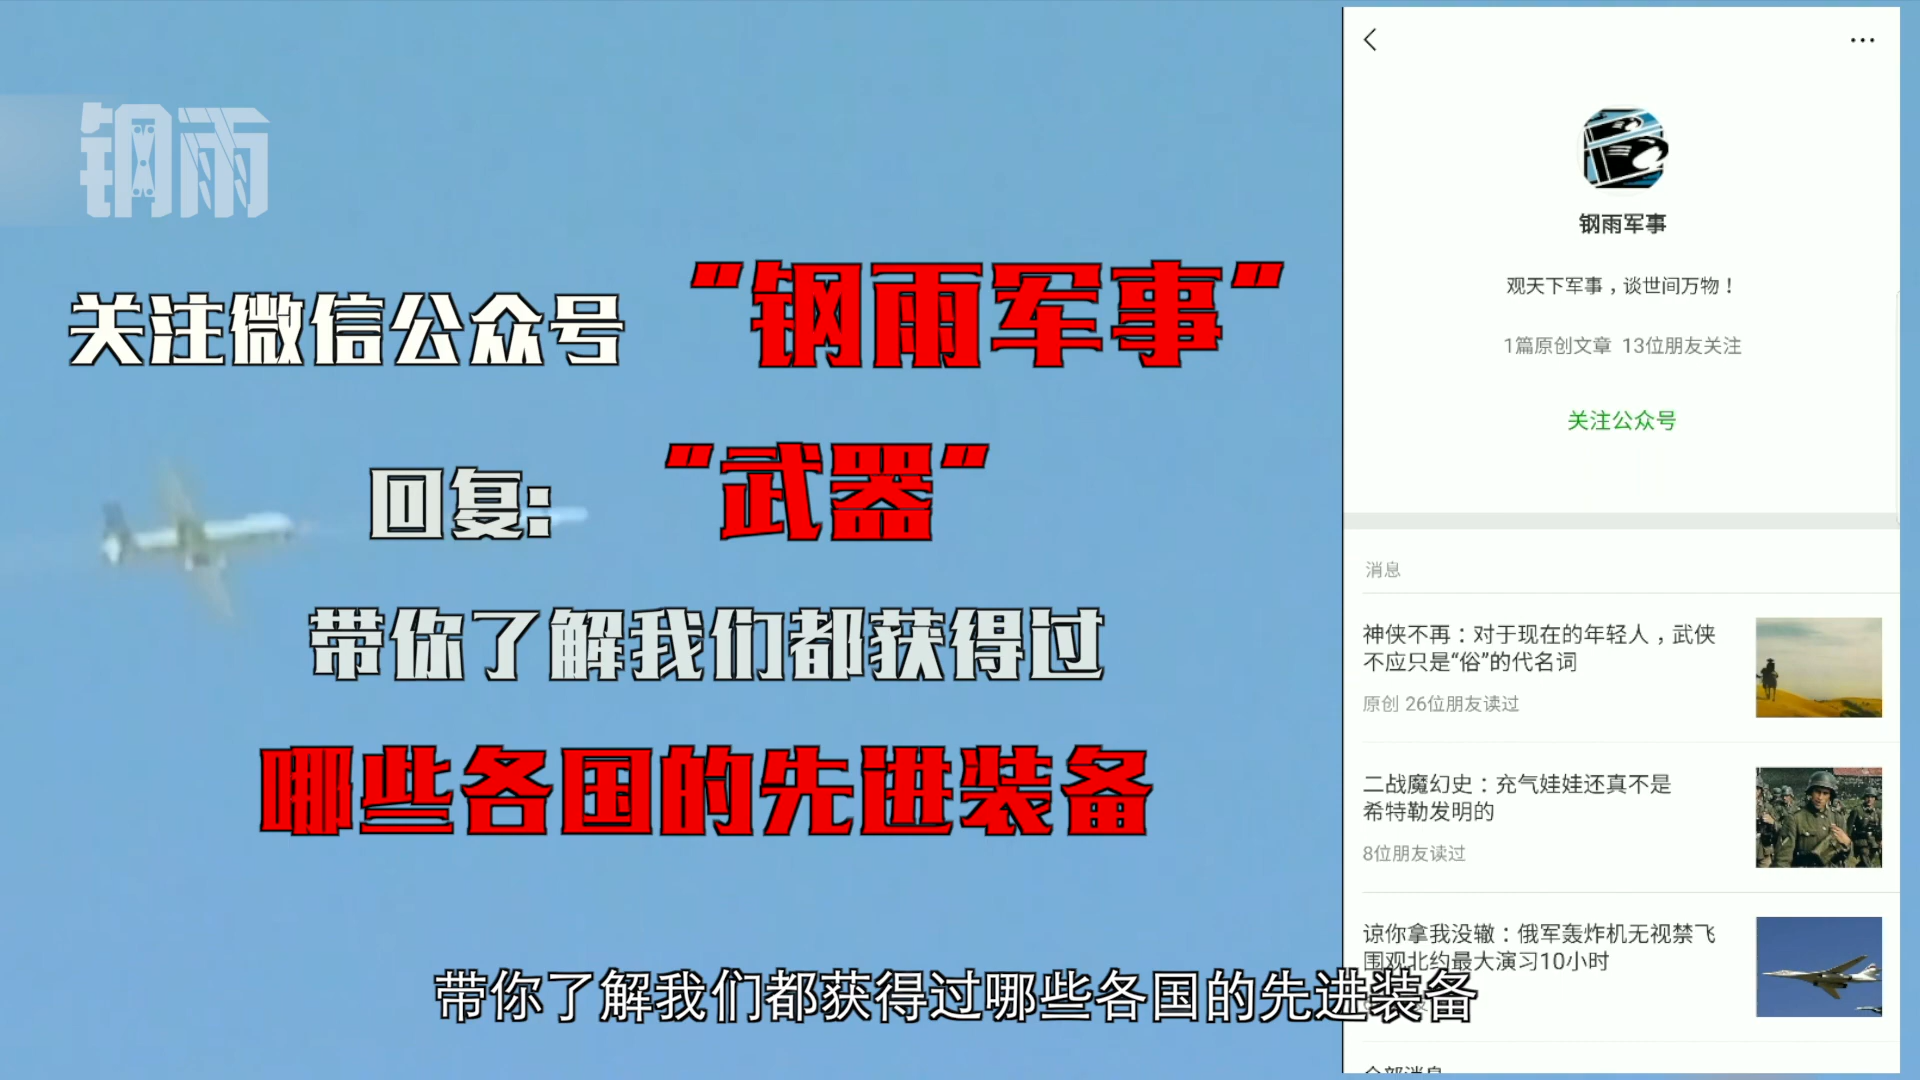 钢雨
关注微信公众号 "钢雨军事"
回复: "武器"
带你了解我们都获得过
哪些各国的先进装备
带你了解我们都获得过哪些各国的先进装备
钢雨军事
观天下军事，谈世间万物！
1篇原创文章 13位朋友关注
关注公众号
消息
神侠不再：对于现在的年轻人，武侠
不应只是“俗”的代名词
原创 26位朋友读过
二战魔幻史：充气娃娃还真不是
希特勒发明的
8位朋友读过
谅你拿我没辙：俄军轰炸机无视禁飞
围观北约最大演习10小时
全部消息